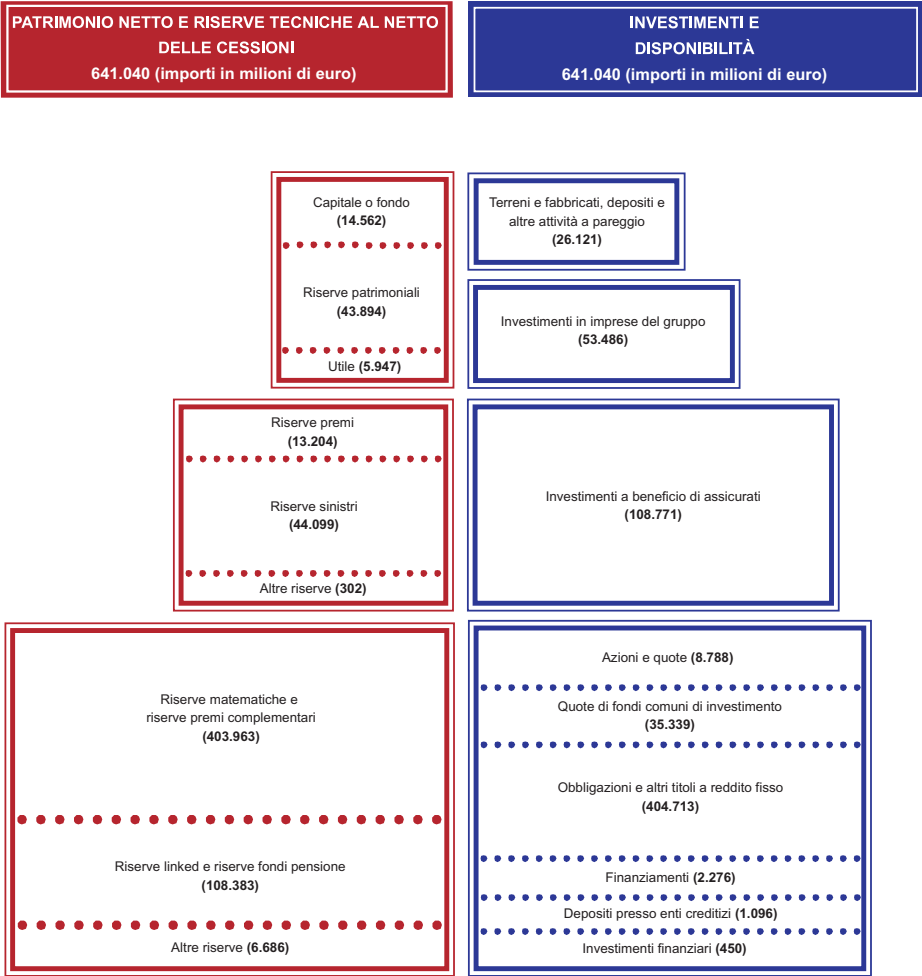 PATRIMONIO NETTO E RISERVE TECNICHE AL NETTO
DELLE CESSIONI
641.040 (importi in milioni di euro)
INVESTIMENTI E
DISPONIBILITÀ
641.040 (importi in milioni di euro)
Capitale o fondo
(14.562)
Riserve patrimoniali
(43.894)
Utile (5.947)
Riserve premi
(13.204)
Riserve sinistri
(44.099)
Altre riserve (302)
Riserve matematiche e
riserve premi complementari
(403.963)
Riserve linked e riserve fondi pensione
(108.383)
Altre riserve (6.686)
Terreni e fabbricati, depositi e
altre attività a pareggio
(26.121)
Investimenti in imprese del gruppo
(53.486)
Investimenti a beneficio di assicurati
(108.771)
Azioni e quote (8.788)
Quote di fondi comuni di investimento
(35.339)
Obbligazioni e altri titoli a reddito fisso
(404.713)
Finanziamenti (2.276)
Depositi presso enti creditizi (1.096)
Investimenti finanziari (450)